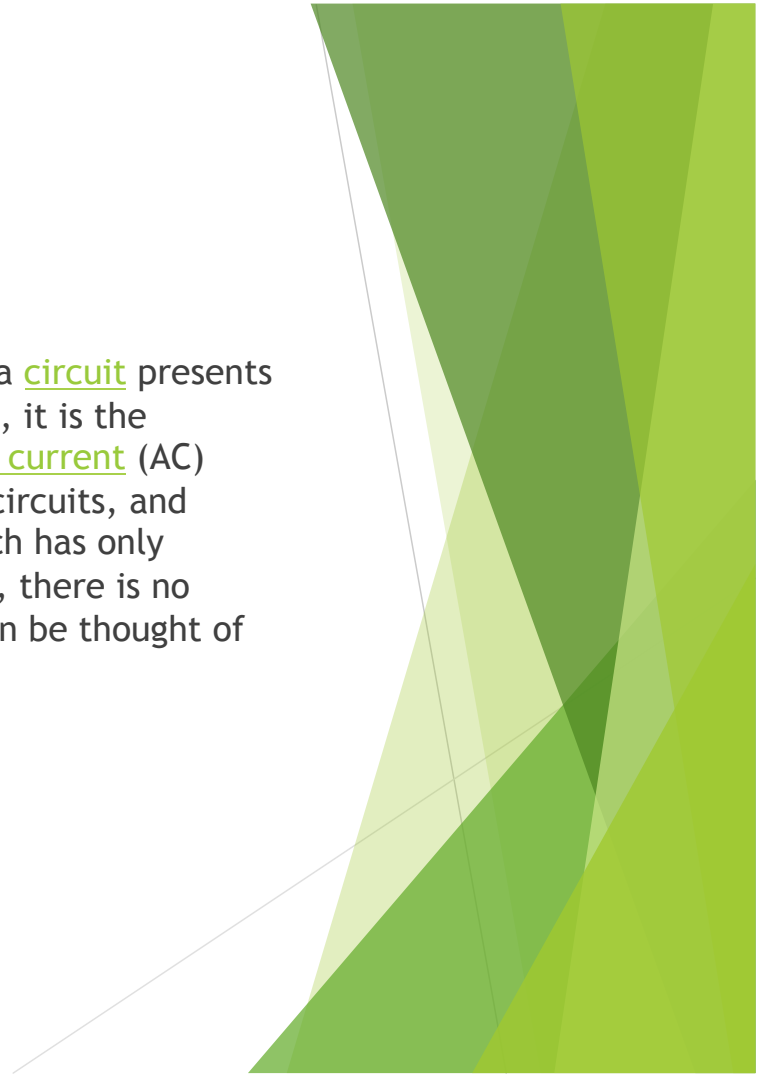 a circuit presents
, it is the
current (AC)
circuits, and
th has only
, there is no
n be thought of